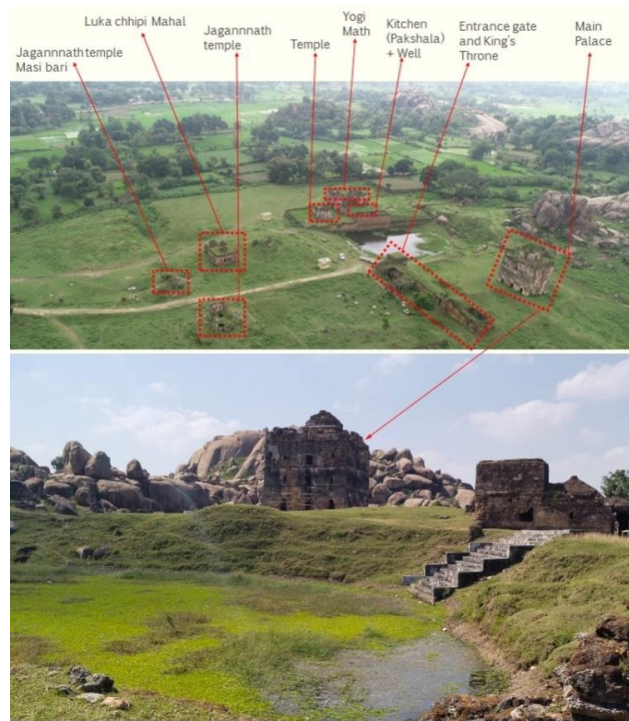 Jagannnath temple
Masi bari
Luka chhipi Mahal
Jagannnath
temple
Temple
Yogi
Math
Kitchen
(Pakshala)
+ Well
Entrance gate
and King's
Throne
Main
Palace